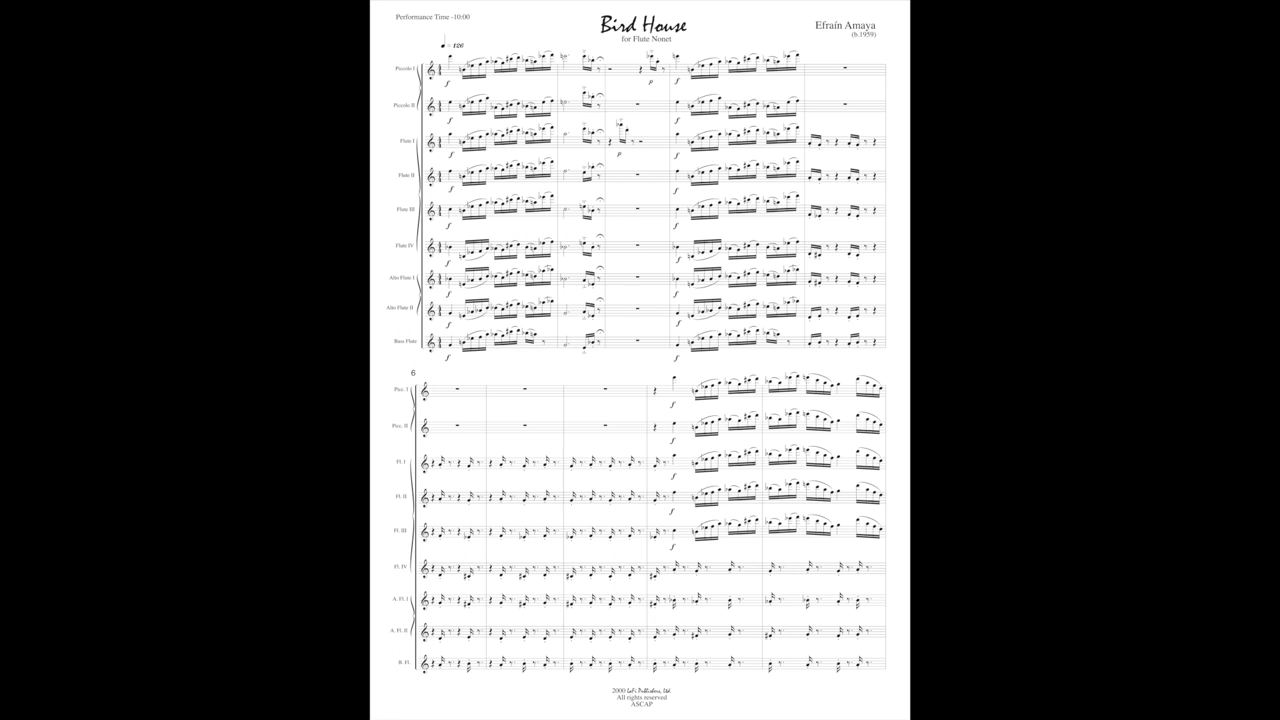 Performance Time -10:00
Bird House
for Flute Nonet
Efraín Amaya
(b.1959)
= 126
Piccolo I
f
p
f
Piccolo II
f
f
Flute I
f
p
f
Flute II
f
f
Flute III
f
f
Flute IV
f
f
Alto Flute I
f
f
Alto Flute II
f
f
Bass Flute
f
f
6
Picc. I
f
Picc. II
f
Fl. I
f
Fl. II
f
Fl. III
f
Fl. IV
A. Fl. I
A. Fl. II
B. Fl.
2000 LaFi Publishers, Ltd.
All rights reserved
ASCAP